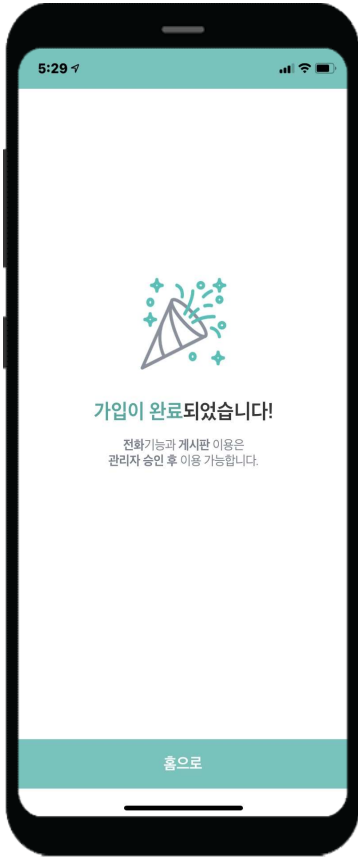 5:29
가입이 완료되었습니다!
전화기능과 게시판 이용은
관리자 승인 후 이용 가능합니다.
홈으로